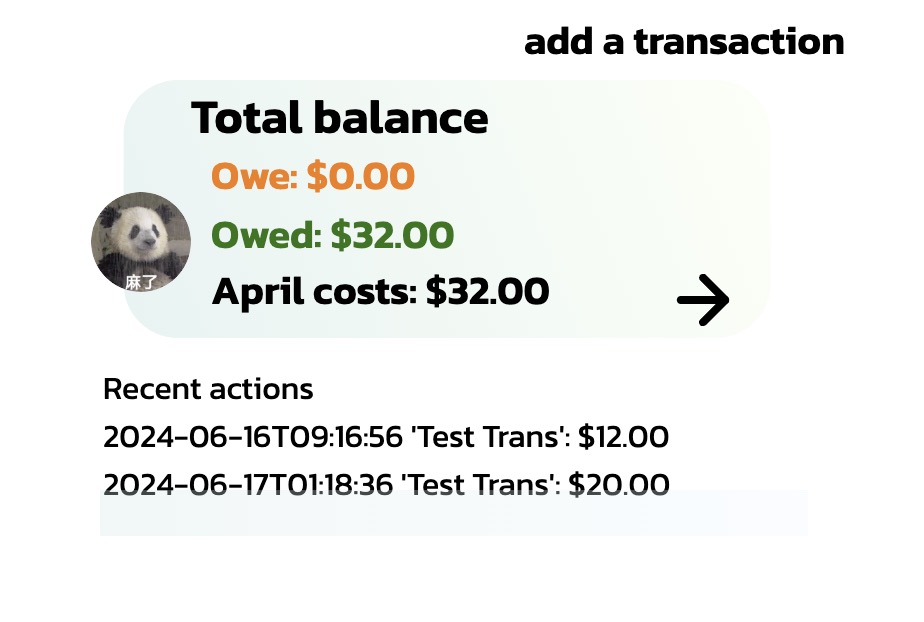 add a transaction
Total balance
Owe: $0.00
Owed: $32.00
麻了
April costs: $32.00
Recent actions
2024-06-16T09:16:56 'Test Trans': $12.00
2024-06-17T01:18:36 'Test Trans': $20.00